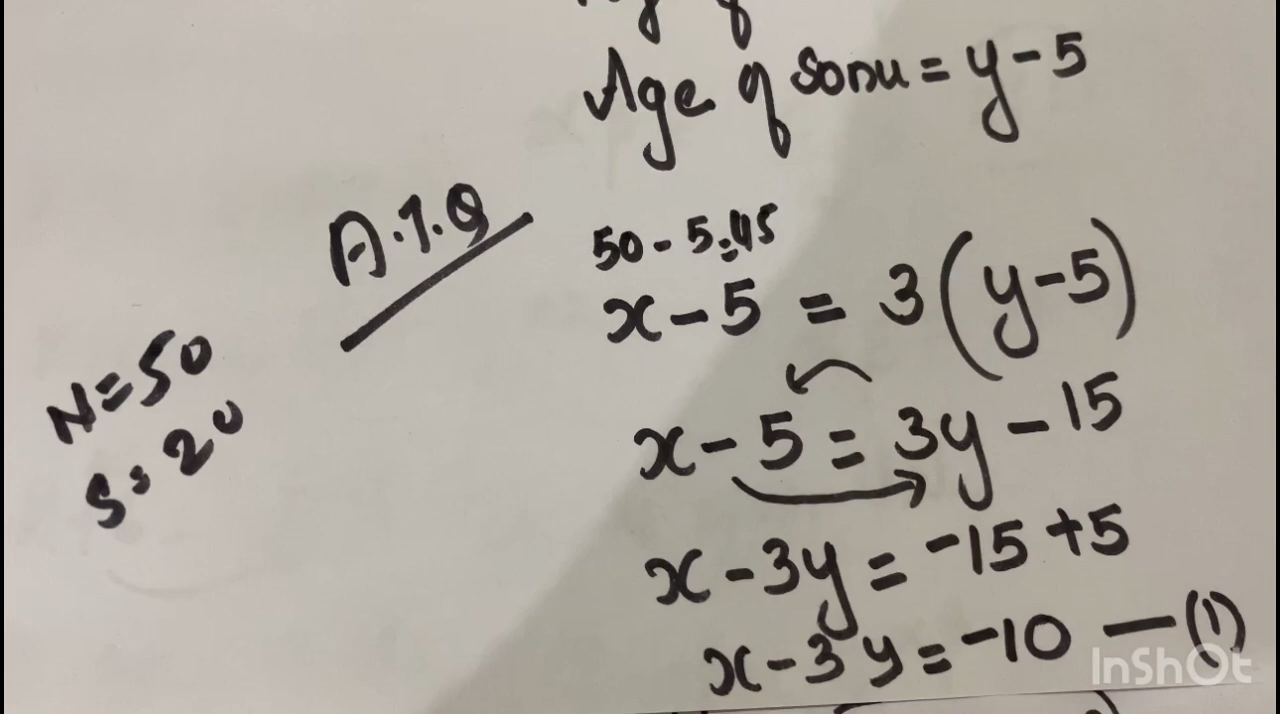 Age of Sonu = y - 5
A.T.Q
50 - 5 = 45
x - 5 = 3(y-5)
N = 50
S = 20
x - 5 = 3y - 15
x - 3y = -15 + 5
x - 3y = -10 — (1)
InShOt